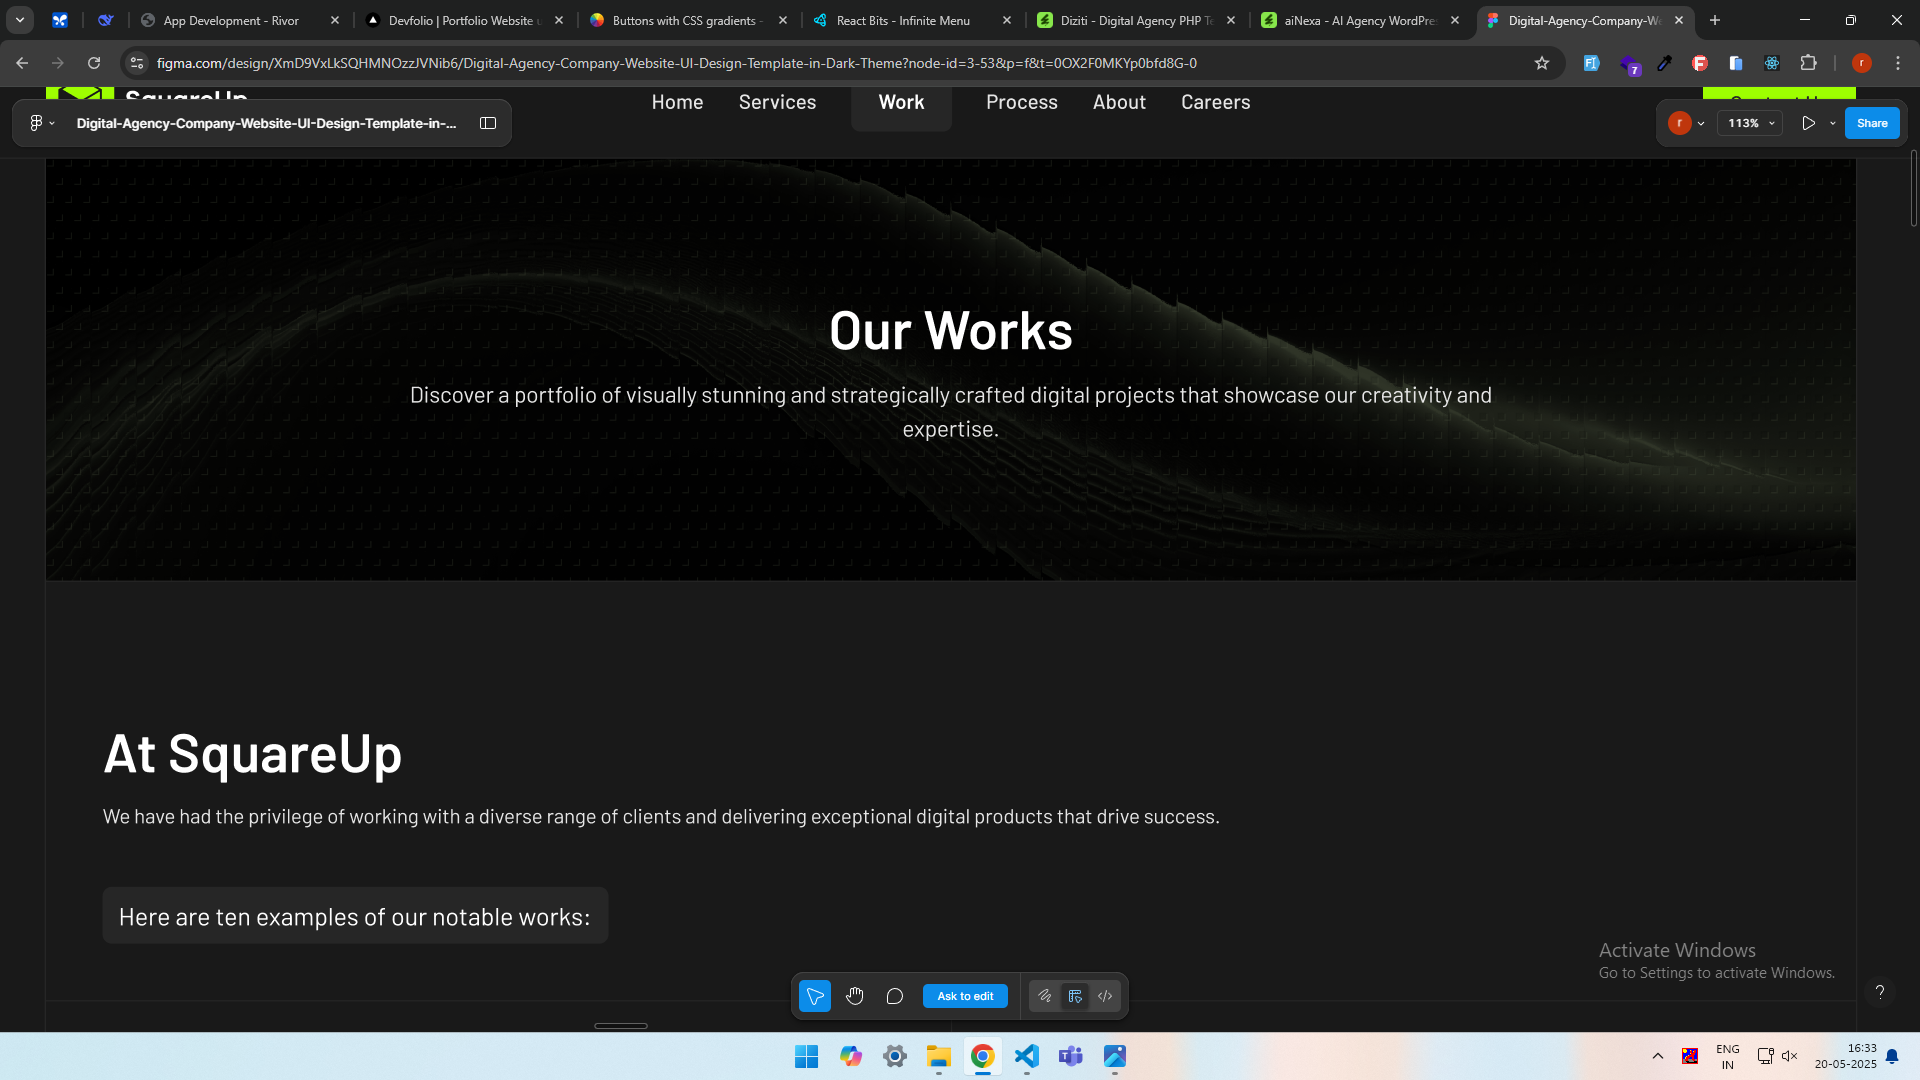 App Development - Rivor
Devfolio | Portfolio Website
Buttons with CSS gradients -
React Bits - Infinite Menu
Diziti - Digital Agency PHP Te
aiNexa - AI Agency WordPre
Digital-Agency-Company-We
figma.com/design/XmD9VxLkSQHMNOzzJVNib6/Digital-Agency-Company-Website-UI-Design-Template-in-Dark-Theme?node-id=3-53&p=f&t=0OX2F0MKYp0bfd8G-0
7
r
SquareUp
Home Services Work Process About Careers
Digital-Agency-Company-Website-UI-Design-Template-in-...
r
113%
Share
Our Works
Discover a portfolio of visually stunning and strategically crafted digital projects that showcase our creativity and
expertise.
At SquareUp
We have had the privilege of working with a diverse range of clients and delivering exceptional digital products that drive success.
Here are ten examples of our notable works:
Activate Windows
Go to Settings to activate Windows.
Ask to edit
?
ENG
IN
16:33
20-05-2025